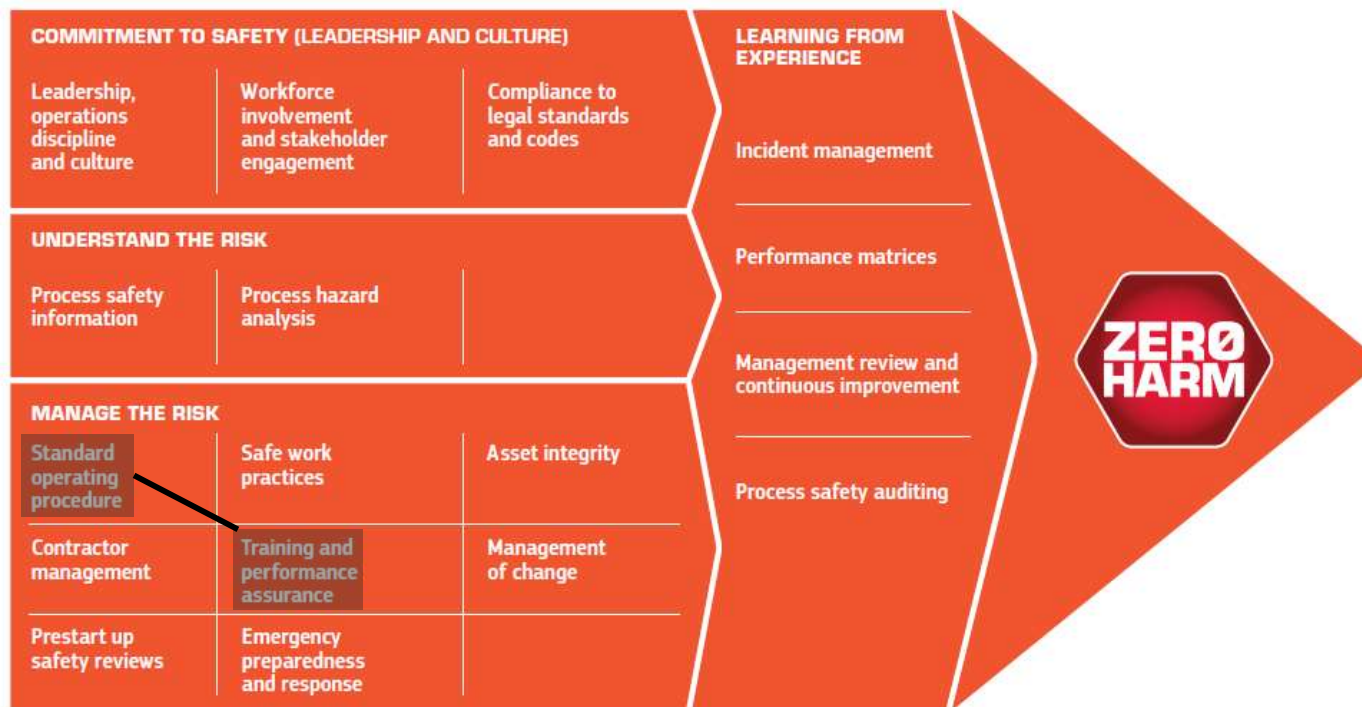 COMMITMENT TO SAFETY (LEADERSHIP AND CULTURE)
Leadership,
operations
discipline
and culture
Workforce
involvement
and stakeholder
engagement
Compliance to
legal standards
and codes
UNDERSTAND THE RISK
Process safety
information
Process hazard
analysis
MANAGE THE RISK
Standard
operating
procedure
Safe work
practices
Asset integrity
Contractor
management
Training and
performance
assurance
Management
of change
Prestart up
safety reviews
Emergency
preparedness
and response
LEARNING FROM
EXPERIENCE
Incident management
Performance matrices
Management review and
continuous improvement
Process safety auditing
ZERØ
HARM